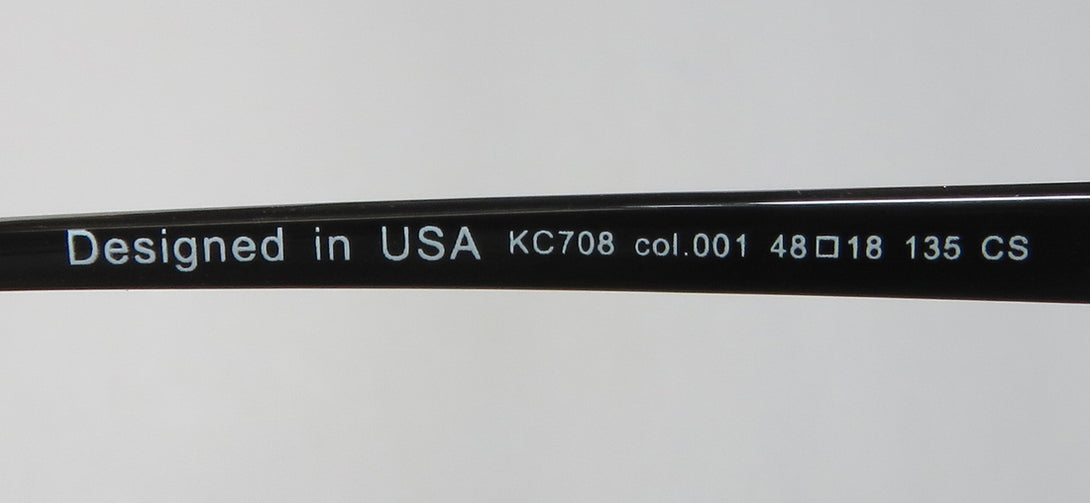 Designed in USA KC708 col.001 48□18 135 CS